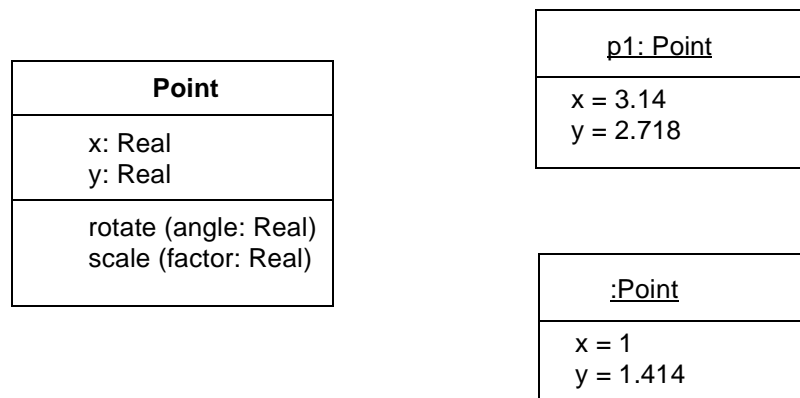 Point
x: Real
y: Real
rotate (angle: Real)
scale (factor: Real)
p1: Point
x = 3.14
y = 2.718
:Point
x = 1
y = 1.414